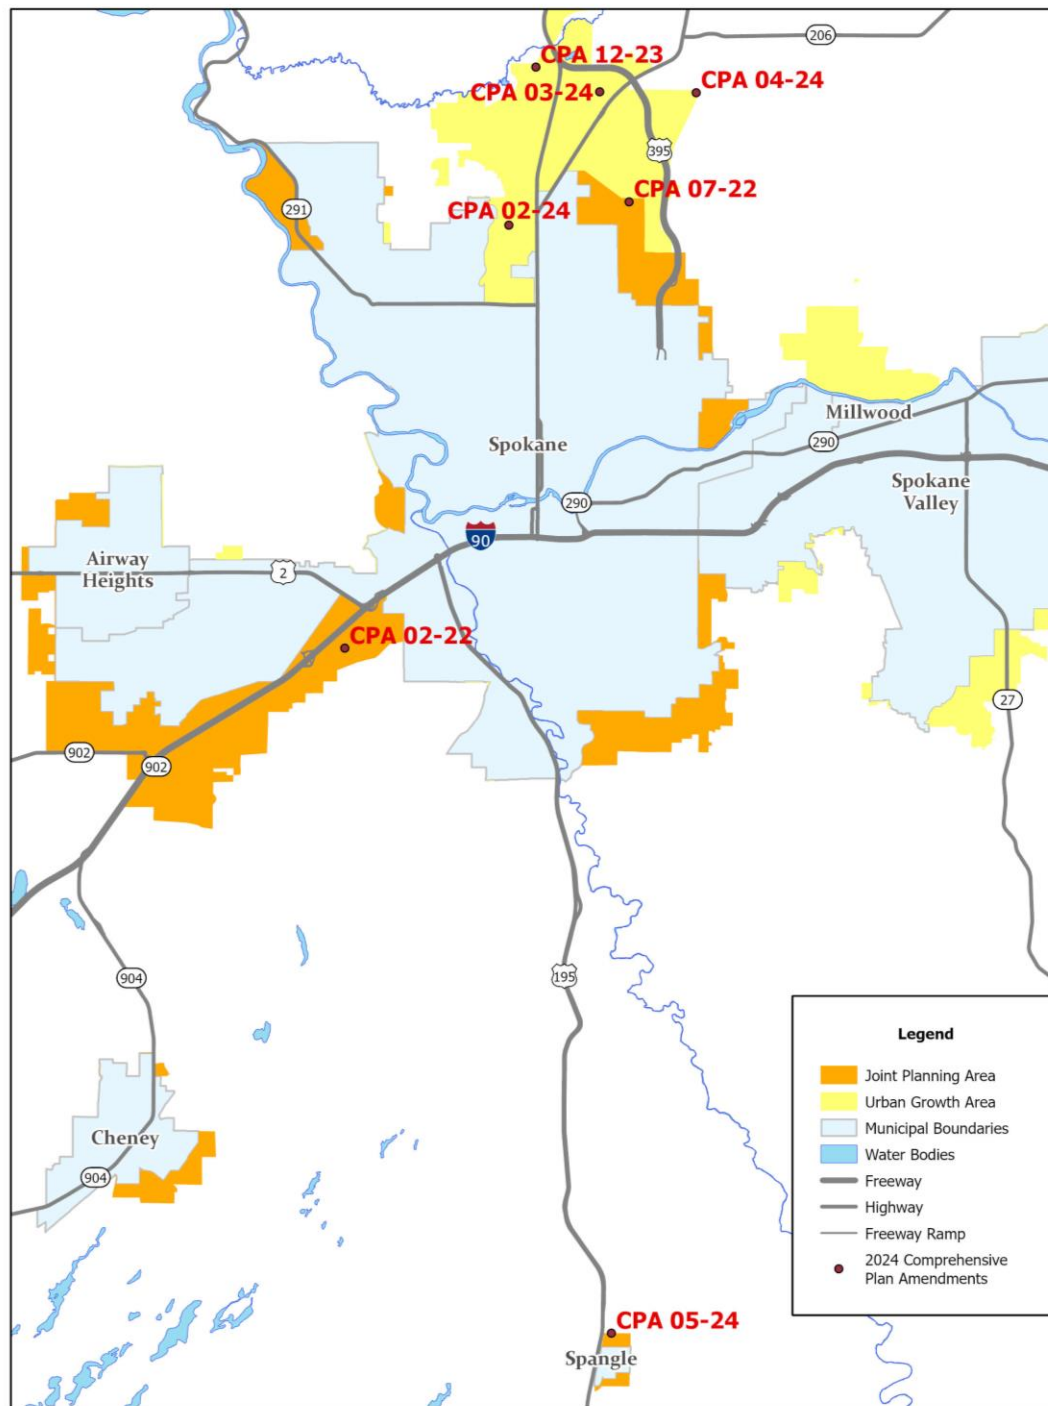 206
CPA 12-23
CPA 03-24
CPA 04-24
395
CPA 07-22
291
CPA 02-24
Millwood
290
Spokane
Spokane
Valley
290
90
Airway
Heights
2
CPA 02-22
27
902
902
195
904
Cheney
904
CPA 05-24
Spangle
Legend
Joint Planning Area
Urban Growth Area
Municipal Boundaries
Water Bodies
Freeway
Highway
Freeway Ramp
2024 Comprehensive
Plan Amendments